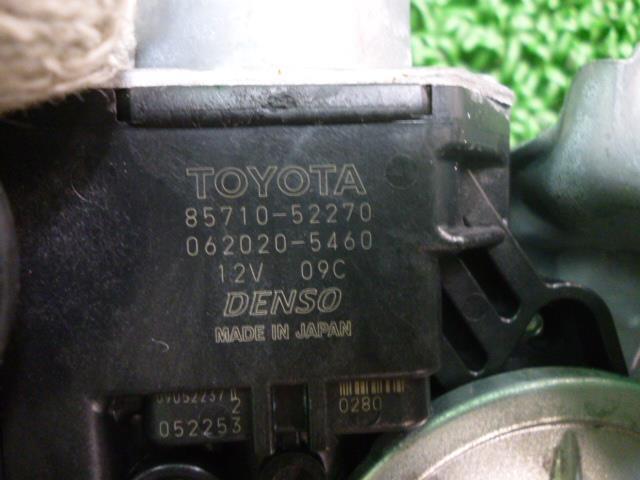 TOYOTA
85710-52270
062020-5460
12V 09C
DENSO
MADE IN JAPAN
2
052253
0280